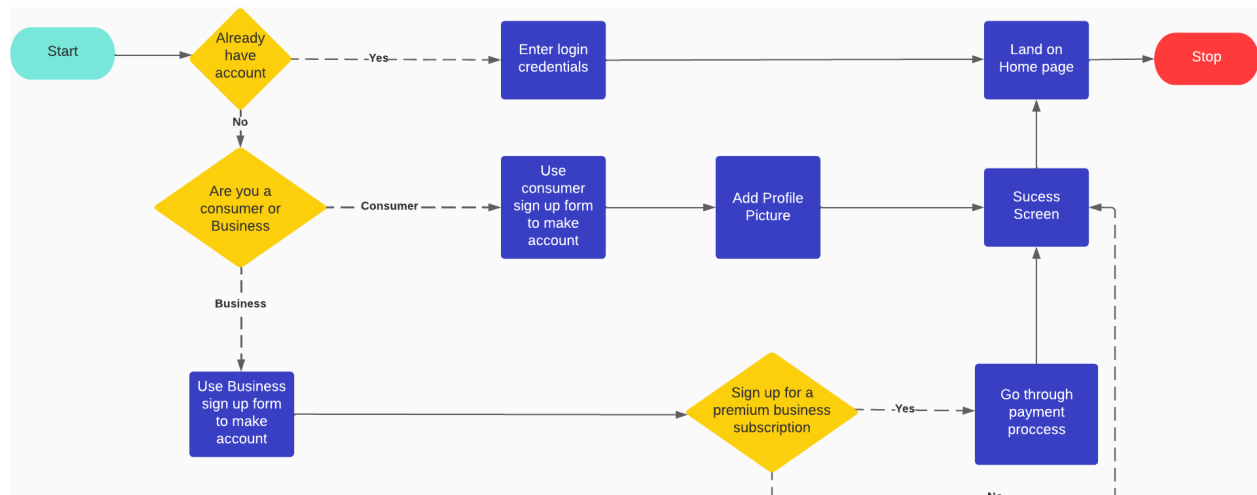 Start
Already
have
account
Yes
Enter login
credentials
Land on
Home page
Stop
No
Are you a
consumer or
Business
Consumer
Use
consumer
sign up form
to make
account
Add Profile
Picture
Sucess
Screen
Business
Use Business
sign up form
to make
account
Sign up for a
premium business
subscription
Yes
Go through
payment
proccess
No